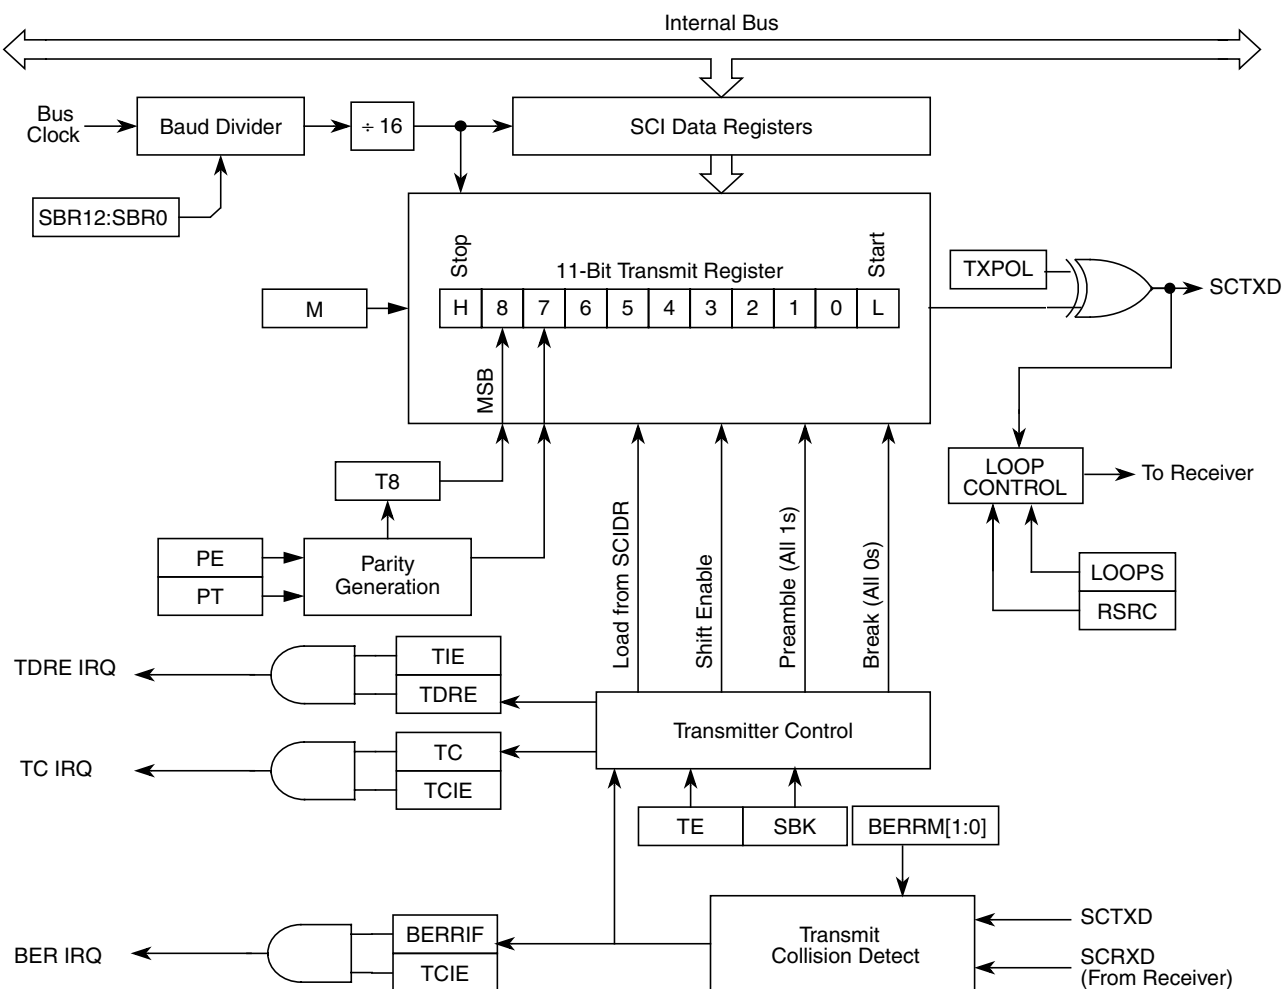 Internal Bus
Bus
Clock
Baud Divider
÷ 16
SCI Data Registers
SBR12:SBR0
Stop
11-Bit Transmit Register
Start
TXPOL
SCTXD
M
H 8 7 6 5 4 3 2 1 0 L
MSB
T8
LOOP
CONTROL
To Receiver
PE
PT
Parity
Generation
Load from SCIDR
Shift Enable
Preamble (All 1s)
Break (All 0s)
LOOPS
RSRC
TDRE IRQ
TIE
TDRE
Transmitter Control
TC IRQ
TC
TCIE
TE
SBK
BERRM[1:0]
BER IRQ
BERRIF
TCIE
Transmit
Collision Detect
SCTXD
SCRXD
(From Receiver)